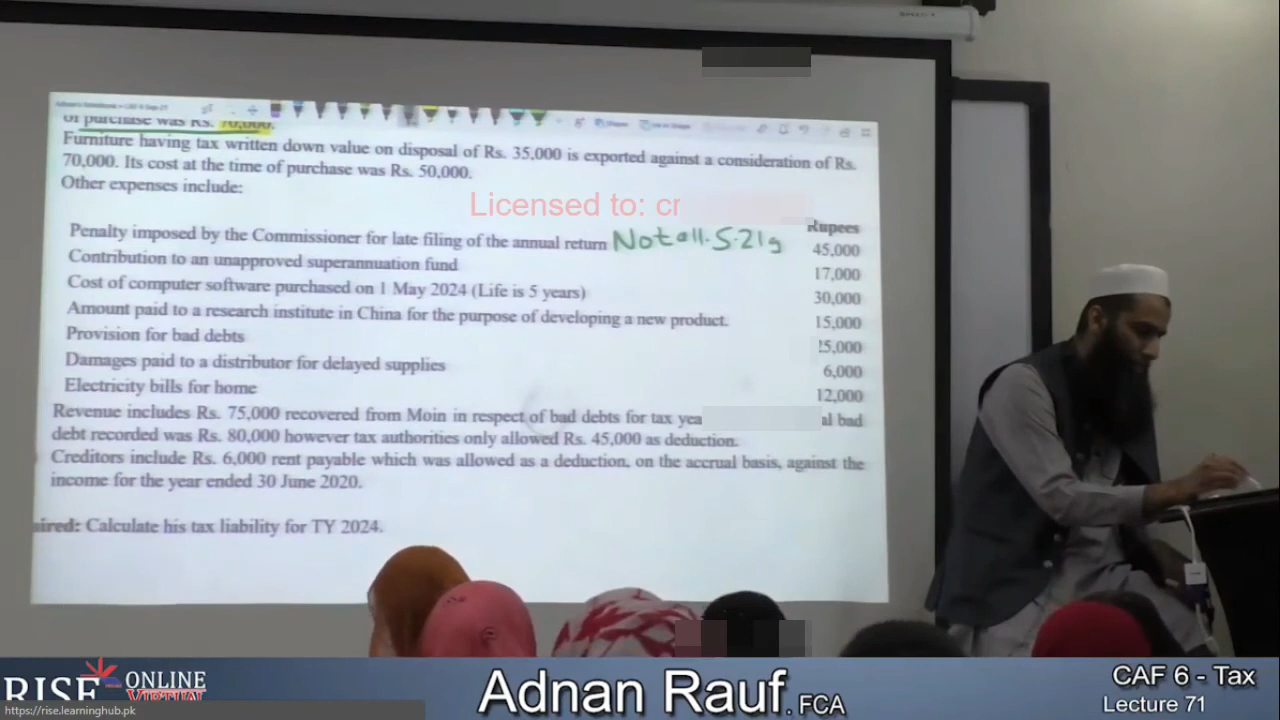 of purchase was Rs. 70,000.
Furniture having tax written down value on disposal of Rs. 35,000 is exported against a consideration of Rs.
70,000. Its cost at the time of purchase was Rs. 50,000.
Other expenses include:
Licensed to: cr
Rupees
Penalty imposed by the Commissioner for late filing of the annual return Not all. S. 21g 45,000
Contribution to an unapproved superannuation fund 17,000
Cost of computer software purchased on 1 May 2024 (Life is 5 years) 30,000
Amount paid to a research institute in China for the purpose of developing a new product. 15,000
Provision for bad debts 5,000
Damages paid to a distributor for delayed supplies 6,000
Electricity bills for home 12,000
Revenue includes Rs. 75,000 recovered from Moin in respect of bad debts for tax yea al bad
debt recorded was Rs. 80,000 however tax authorities only allowed Rs. 45,000 as deduction.
Creditors include Rs. 6,000 rent payable which was allowed as a deduction, on the accrual basis, against the
income for the year ended 30 June 2020.
uired: Calculate his tax liability for TY 2024.
RISE ONLINE
VIRTUAL
Adnan Rauf. FCA
CAF 6 - Tax
Lecture 71
https://rise.learninghub.pk